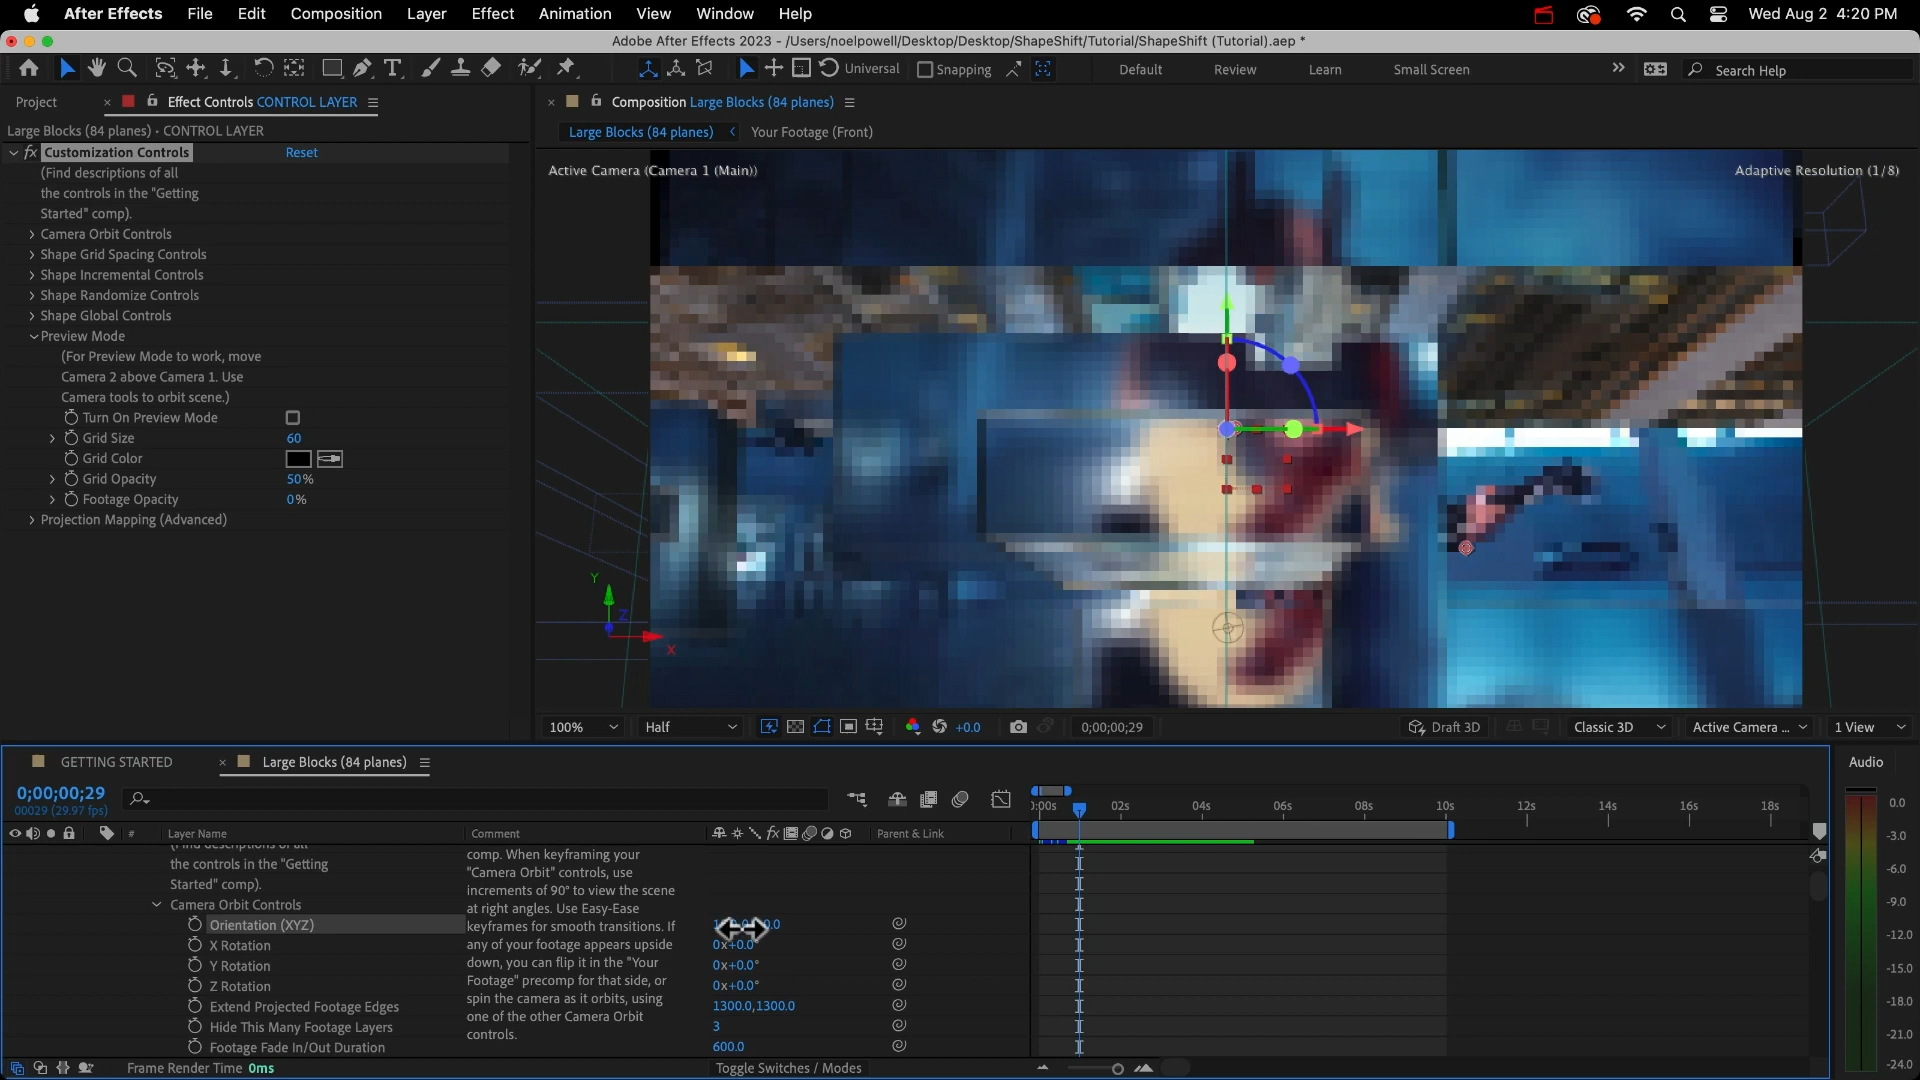 After Effects File Edit Composition Layer Effect Animation View Window Help Wed Aug 2 4:20 PM
Adobe After Effects 2023 - /Users/noelpowell/Desktop/Desktop/ShapeShift/Tutorial/ShapeShift (Tutorial).aep *
Universal Snapping Default Review Learn Small Screen Search Help
Project Effect Controls CONTROL LAYER
Composition Large Blocks (84 planes)
Large Blocks (84 planes) • CONTROL LAYER
Large Blocks (84 planes) Your Footage (Front)
fx Customization Controls Reset
(Find descriptions of all
the controls in the "Getting
Started" comp).
Camera Orbit Controls
Shape Grid Spacing Controls
Shape Incremental Controls
Shape Randomize Controls
Shape Global Controls
Preview Mode
(For Preview Mode to work, move
Camera 2 above Camera 1. Use
Camera tools to orbit scene.)
Turn On Preview Mode
Grid Size 60
Grid Color
Grid Opacity 50%
Footage Opacity 0%
Projection Mapping (Advanced)
Active Camera (Camera 1 (Main))
Adaptive Resolution (1/8)
Y
Z
X
100% Half +0.0 0;00;00;29 Draft 3D Classic 3D Active Camera ... 1 View
GETTING STARTED Large Blocks (84 planes)
Audio
0;00;00;29
00029 (29.97 fps)
02s 04s 06s 08s 10s 12s 14s 16s 18s
# Layer Name Comment fx Parent & Link
the controls in the "Getting
Started" comp).
Camera Orbit Controls
Orientation (XYZ)
X Rotation 0x+0.0°
Y Rotation 0x+0.0°
Z Rotation 0x+0.0°
Extend Projected Footage Edges 1300.0,1300.0
Hide This Many Footage Layers 3
Footage Fade In/Out Duration 600.0
comp. When keyframing your
"Camera Orbit" controls, use
increments of 90° to view the scene
at right angles. Use Easy-Ease
keyframes for smooth transitions. If
any of your footage appears upside
down, you can flip it in the "Your
Footage" precomp for that side, or
spin the camera as it orbits, using
one of the other Camera Orbit
controls.
0.0
-3.0
-6.0
-9.0
-12.0
-15.0
-18.0
-21.0
-24.0
Frame Render Time 0ms Toggle Switches / Modes